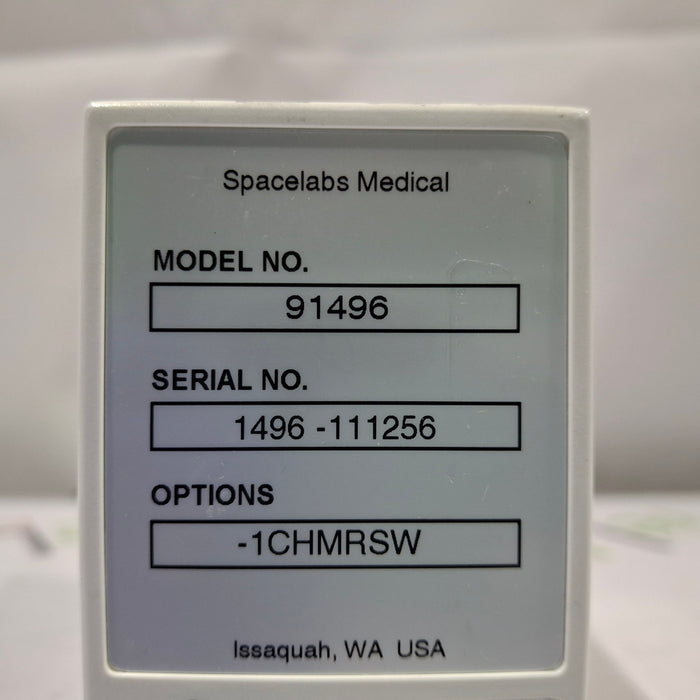 Spacelabs Medical
MODEL NO.
91496
SERIAL NO.
1496 -111256
OPTIONS
-1CHMRSW
Issaquah, WA  USA